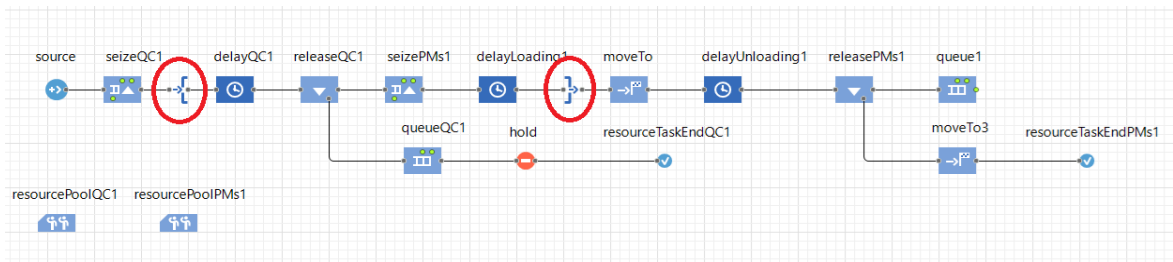 source
seizeQC1
delayQC1
releaseQC1
seizePMs1
delayLoading1
moveTo
delayUnloading1
releasePMs1
queue1
queueQC1
hold
resourceTaskEndQC1
moveTo3
resourceTaskEndPMs1
resourcePoolQC1
resourcePoolPMs1